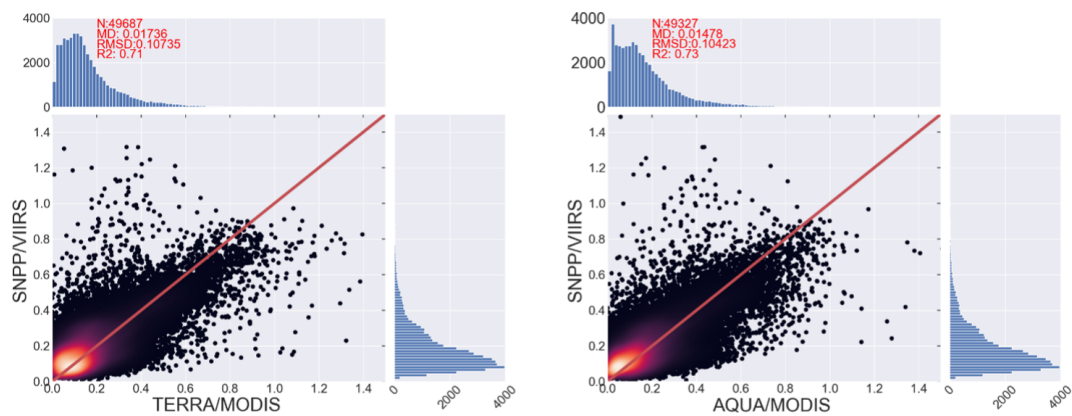 4000
2000
0
N:49687
MD: 0.01736
RMSD:0.10735
R2: 0.71
1.4
1.2
1.0
0.8
0.6
0.4
0.2
0.0
SNPP/VIIRS
0.0 0.2 0.4 0.6 0.8 1.0 1.2 1.4
TERRA/MODIS
0 2000 4000
4000
2000
0
N:49327
MD: 0.01478
RMSD:0.10423
R2: 0.73
1.4
1.2
1.0
0.8
0.6
0.4
0.2
0.0
SNPP/VIIRS
0.0 0.2 0.4 0.6 0.8 1.0 1.2 1.4
AQUA/MODIS
0 2000 4000